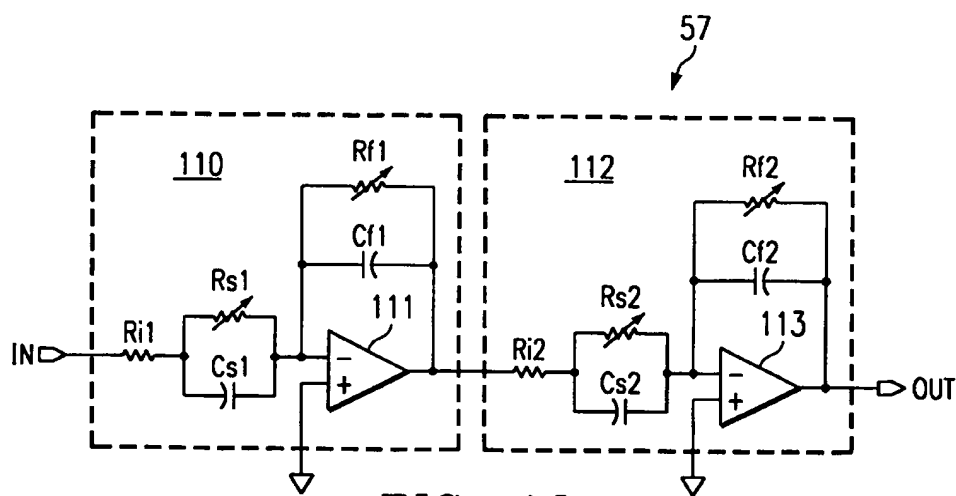 57
110
Rf1
Cf1
Rs1
111
IN
Ri1
Cs1
-
+
112
Rf2
Cf2
Rs2
113
Ri2
Cs2
-
+
OUT